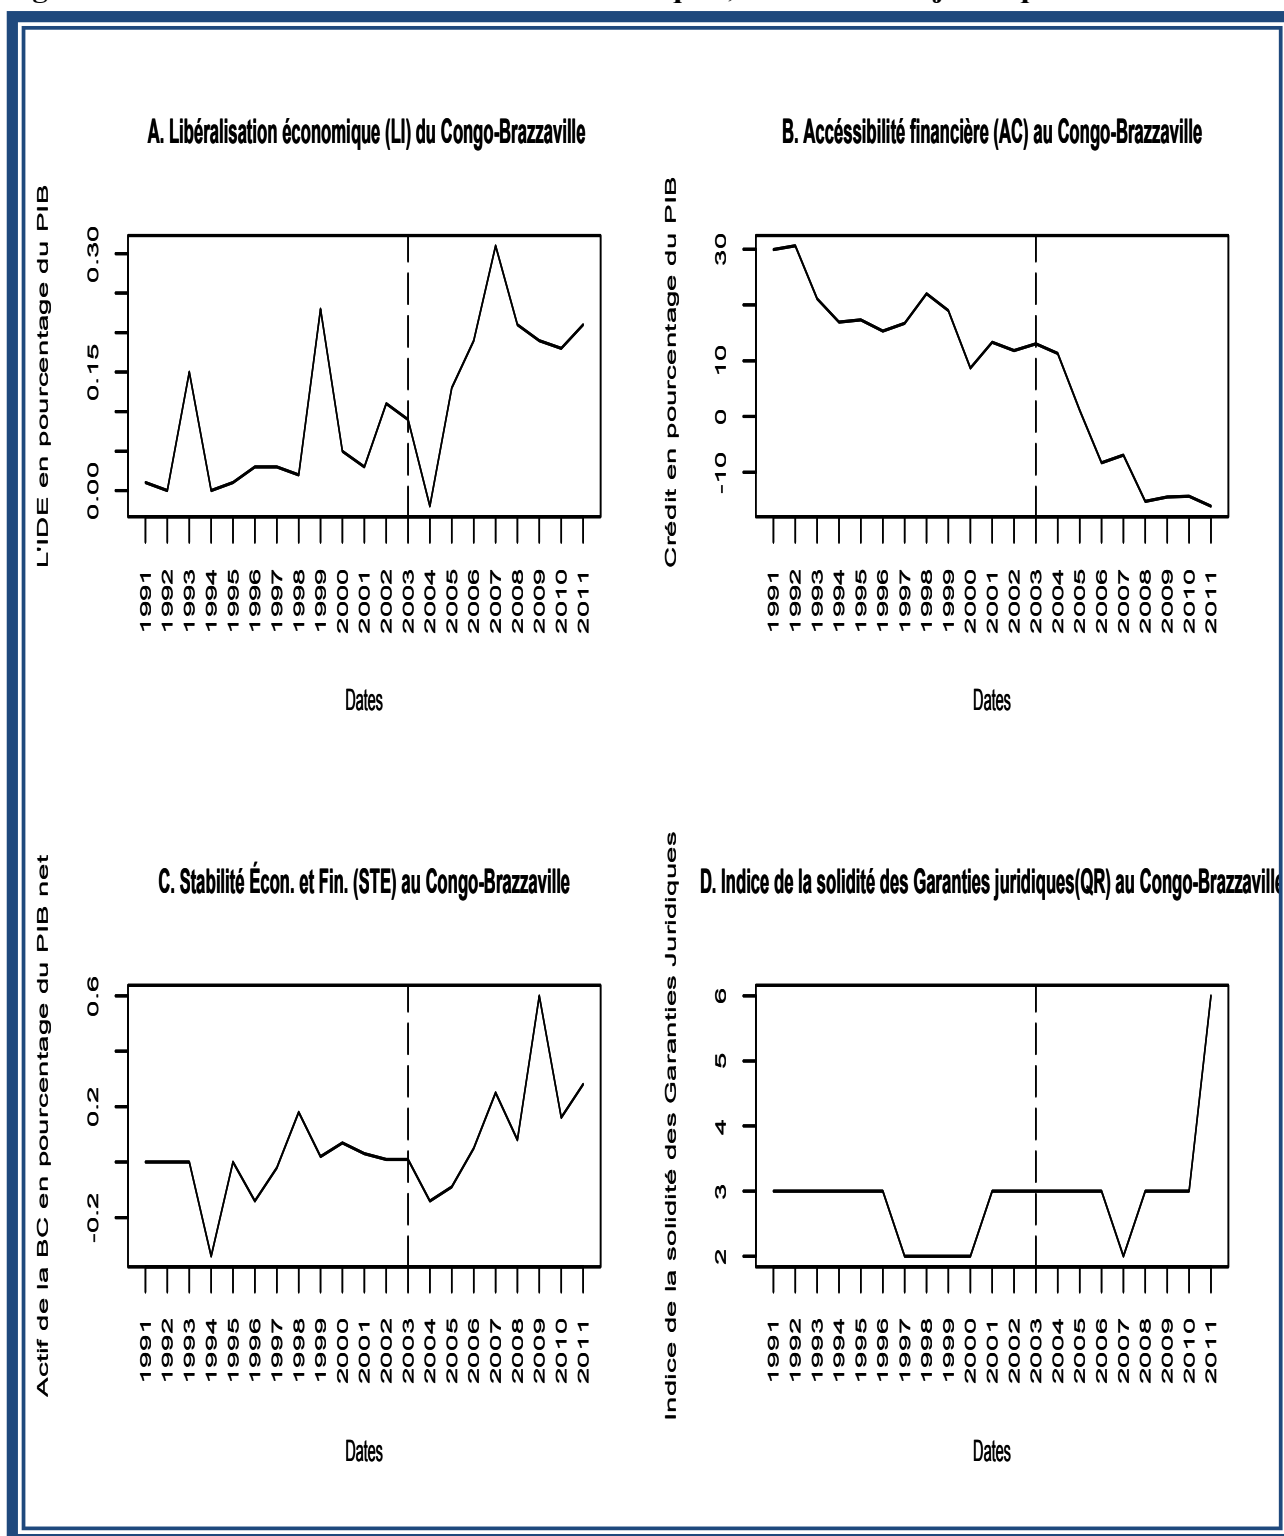 A. Libéralisation économique (LI) du Congo-Brazzaville
L'IDE en pourcentage du PIB
0.30
0.15
0.00
1991 1992 1993 1994 1995 1996 1997 1998 1999 2000 2001 2002 2003 2004 2005 2006 2007 2008 2009 2010 2011
Dates
B. Accéssibilité financière (AC) au Congo-Brazzaville
Crédit en pourcentage du PIB
30
10
0
-10
1991 1992 1993 1994 1995 1996 1997 1998 1999 2000 2001 2002 2003 2004 2005 2006 2007 2008 2009 2010 2011
Dates
C. Stabilité Écon. et Fin. (STE) au Congo-Brazzaville
Actif de la BC en pourcentage du PIB net
0.6
0.2
-0.2
1991 1992 1993 1994 1995 1996 1997 1998 1999 2000 2001 2002 2003 2004 2005 2006 2007 2008 2009 2010 2011
Dates
D. Indice de la solidité des Garanties juridiques(QR) au Congo-Brazzaville
Indice de la solidité des Garanties Juridiques
6
5
4
3
2
1991 1992 1993 1994 1995 1996 1997 1998 1999 2000 2001 2002 2003 2004 2005 2006 2007 2008 2009 2010 2011
Dates